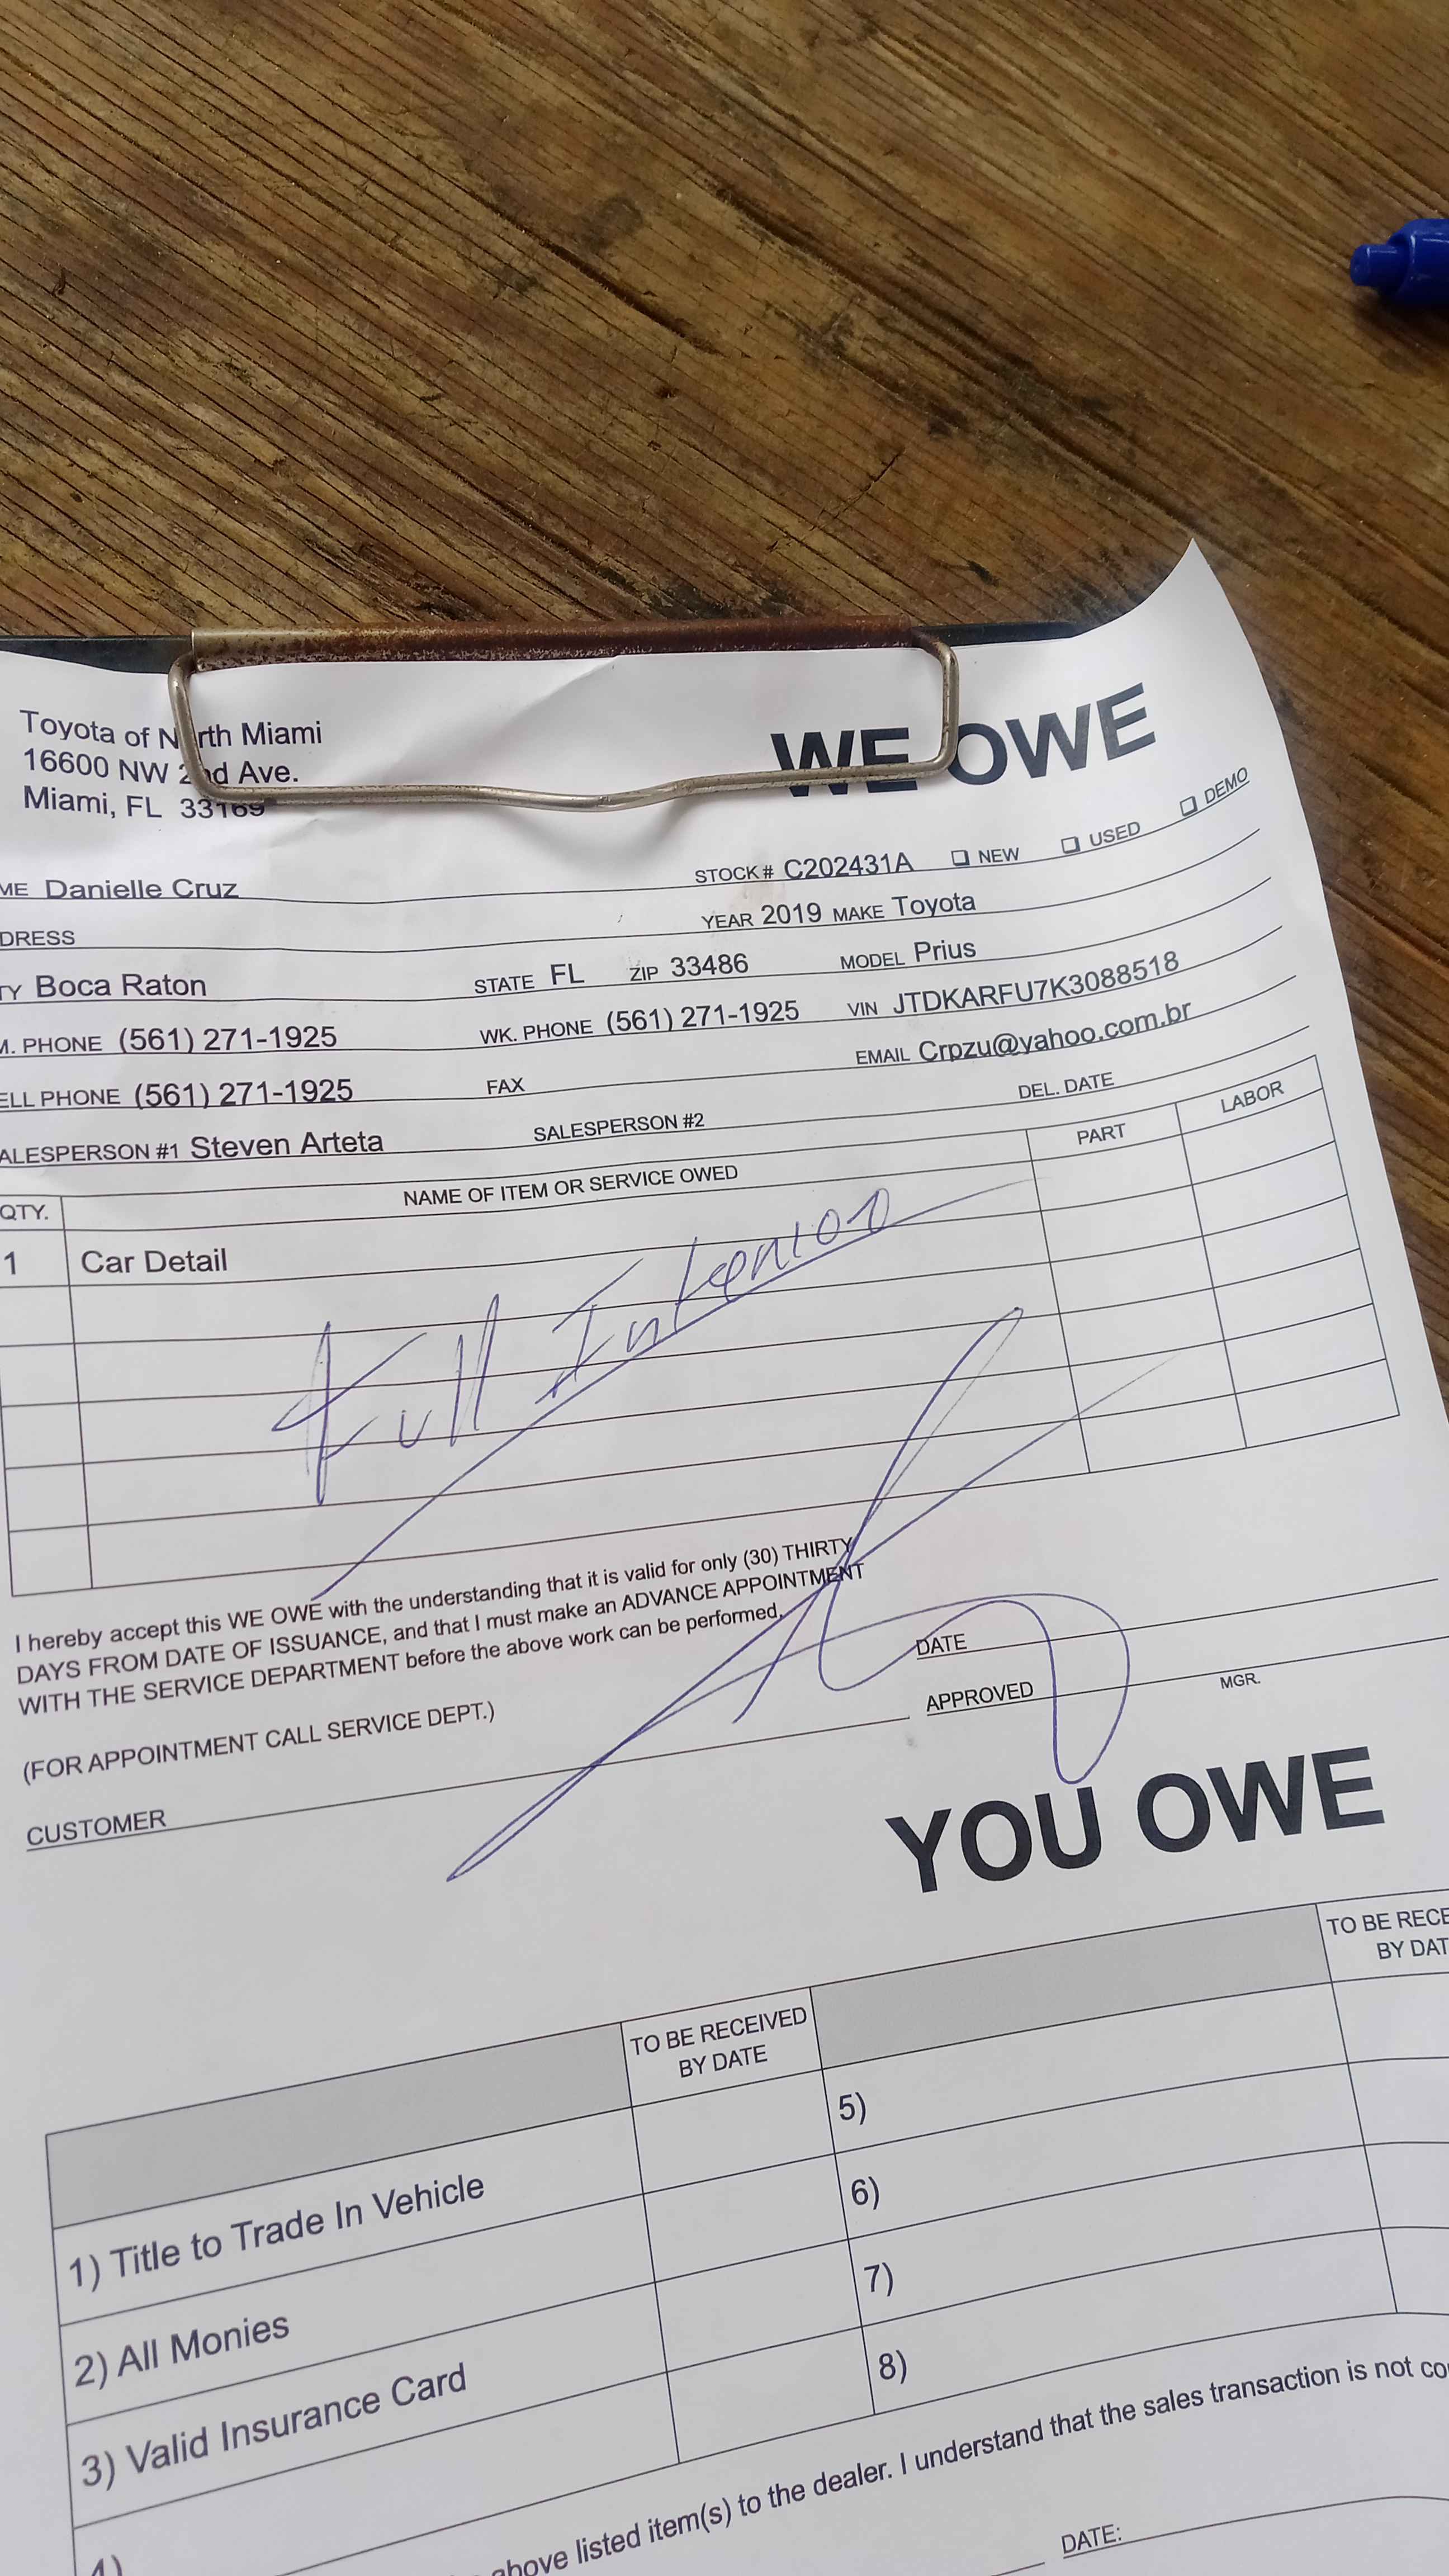 Toyota of North Miami
16600 NW 2nd Ave.
Miami, FL 33169
WE OWE
ME Danielle Cruz
STOCK # C202431A NEW USED DEMO
DRESS
YEAR 2019 MAKE Toyota
TY Boca Raton STATE FL ZIP 33486 MODEL Prius
M. PHONE (561) 271-1925 WK. PHONE (561) 271-1925 VIN JTDKARFU7K3088518
ELL PHONE (561) 271-1925 FAX EMAIL Crpzu@yahoo.com.br
ALESPERSON #1 Steven Arteta SALESPERSON #2 DEL. DATE
QTY. NAME OF ITEM OR SERVICE OWED PART LABOR
1 Car Detail
Full Interior
I hereby accept this WE OWE with the understanding that it is valid for only (30) THIRTY
DAYS FROM DATE OF ISSUANCE, and that I must make an ADVANCE APPOINTMENT
WITH THE SERVICE DEPARTMENT before the above work can be performed.
DATE
(FOR APPOINTMENT CALL SERVICE DEPT.)
APPROVED MGR.
CUSTOMER
YOU OWE
TO BE RECEIVED
BY DATE
TO BE RECE
BY DAT
1) Title to Trade In Vehicle
2) All Monies
3) Valid Insurance Card
4)
5)
6)
7)
8)
above listed item(s) to the dealer. I understand that the sales transaction is not co
DATE: